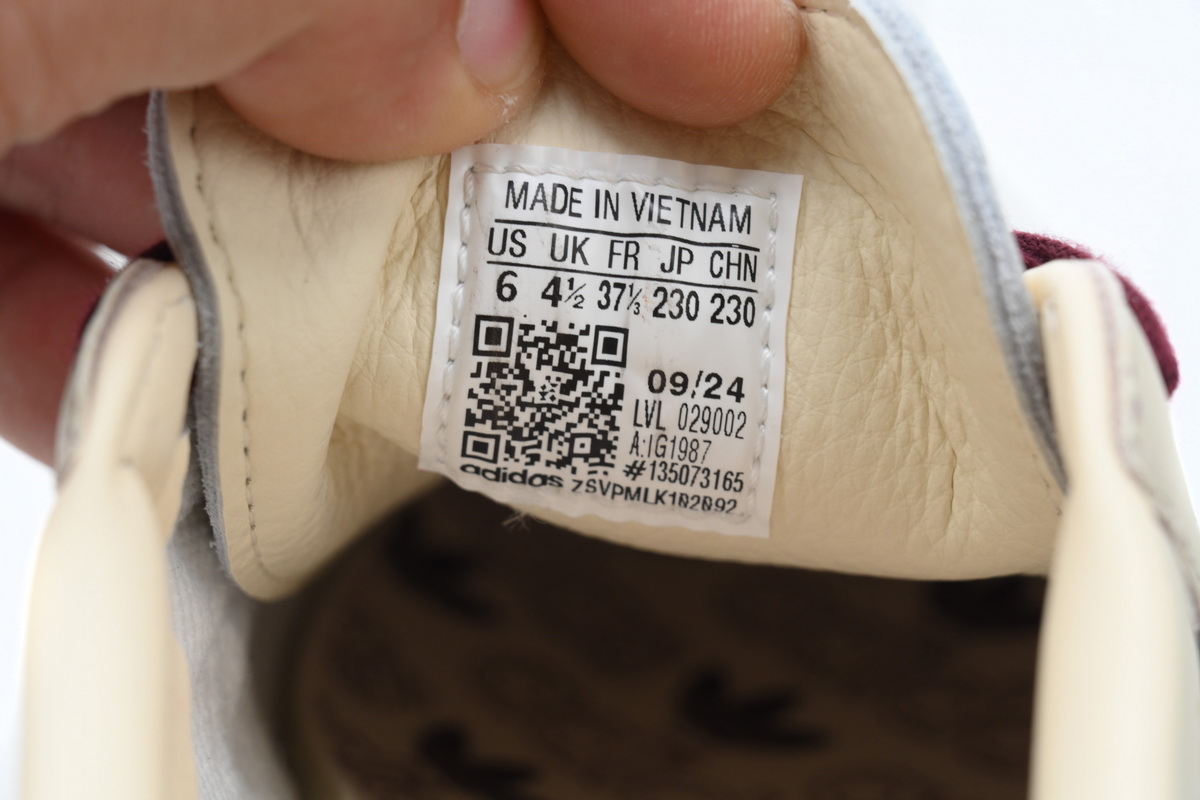 MADE IN VIETNAM
US UK FR JP CHN
6 4½ 37⅓ 230 230
09/24
LVL 029002
A:IG1987
#135073165
adidas ZSVPMLK102092